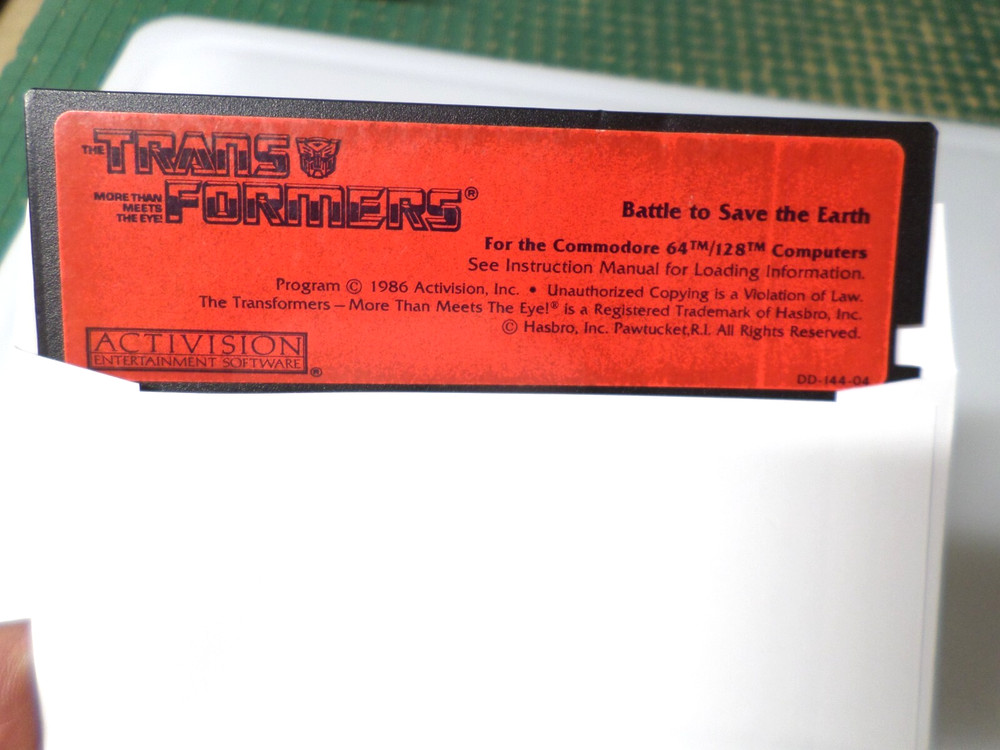 THE TRANS
MORE THAN MEETS THE EYE! FORMERS®
Battle to Save the Earth
For the Commodore 64™/128™ Computers
See Instruction Manual for Loading Information.
Program © 1986 Activision, Inc. • Unauthorized Copying is a Violation of Law.
The Transformers — More Than Meets The Eye!® is a Registered Trademark of Hasbro, Inc.
© Hasbro, Inc. Pawtucket,R.I. All Rights Reserved.
ACTIVISION
ENTERTAINMENT SOFTWARE ®
DD-144-04